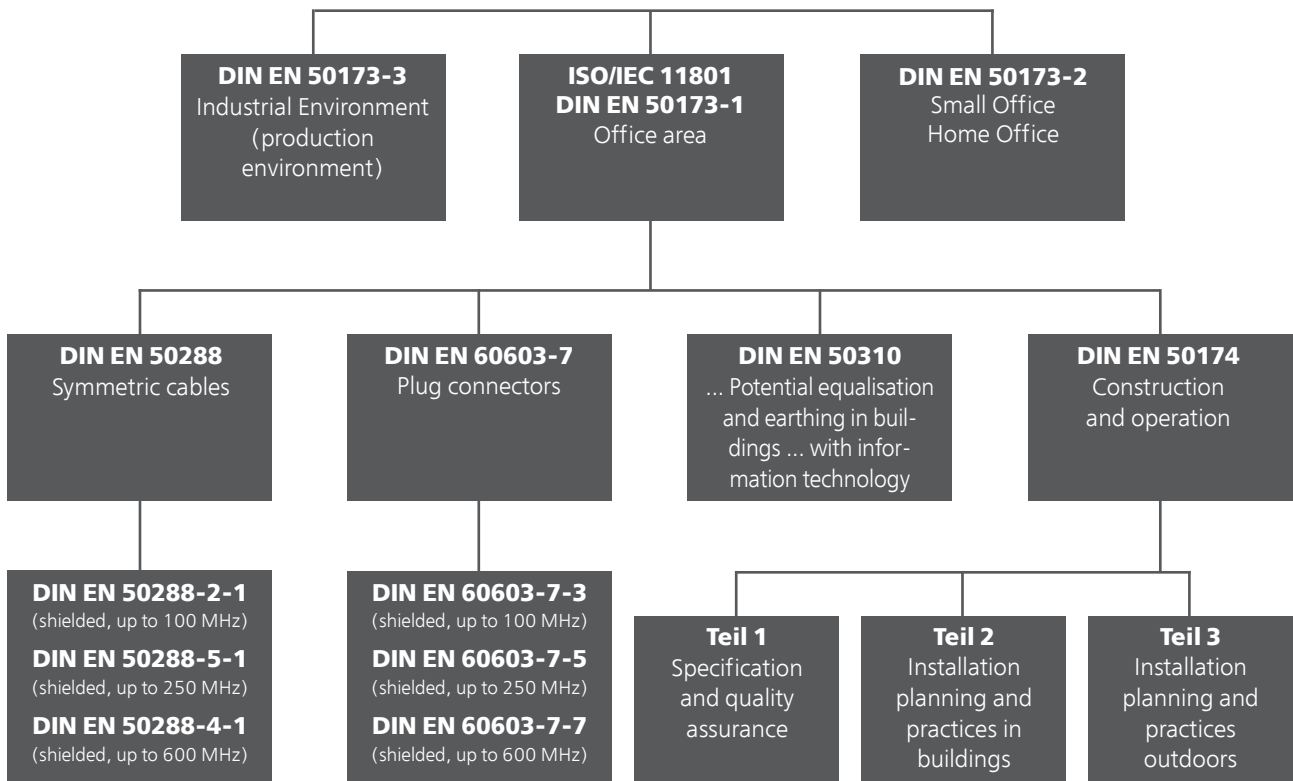 DIN EN 50173-3
Industrial Environment
(production
environment)
ISO/IEC 11801
DIN EN 50173-1
Office area
DIN EN 50173-2
Small Office
Home Office
DIN EN 50288
Symmetric cables
DIN EN 60603-7
Plug connectors
DIN EN 50310
... Potential equalisation
and earthing in buil-
dings ... with infor-
mation technology
DIN EN 50174
Construction
and operation
DIN EN 50288-2-1
(shielded, up to 100 MHz)
DIN EN 50288-5-1
(shielded, up to 250 MHz)
DIN EN 50288-4-1
(shielded, up to 600 MHz)
DIN EN 60603-7-3
(shielded, up to 100 MHz)
DIN EN 60603-7-5
(shielded, up to 250 MHz)
DIN EN 60603-7-7
(shielded, up to 600 MHz)
Teil 1
Specification
and quality
assurance
Teil 2
Installation
planning and
practices in
buildings
Teil 3
Installation
planning and
practices
outdoors